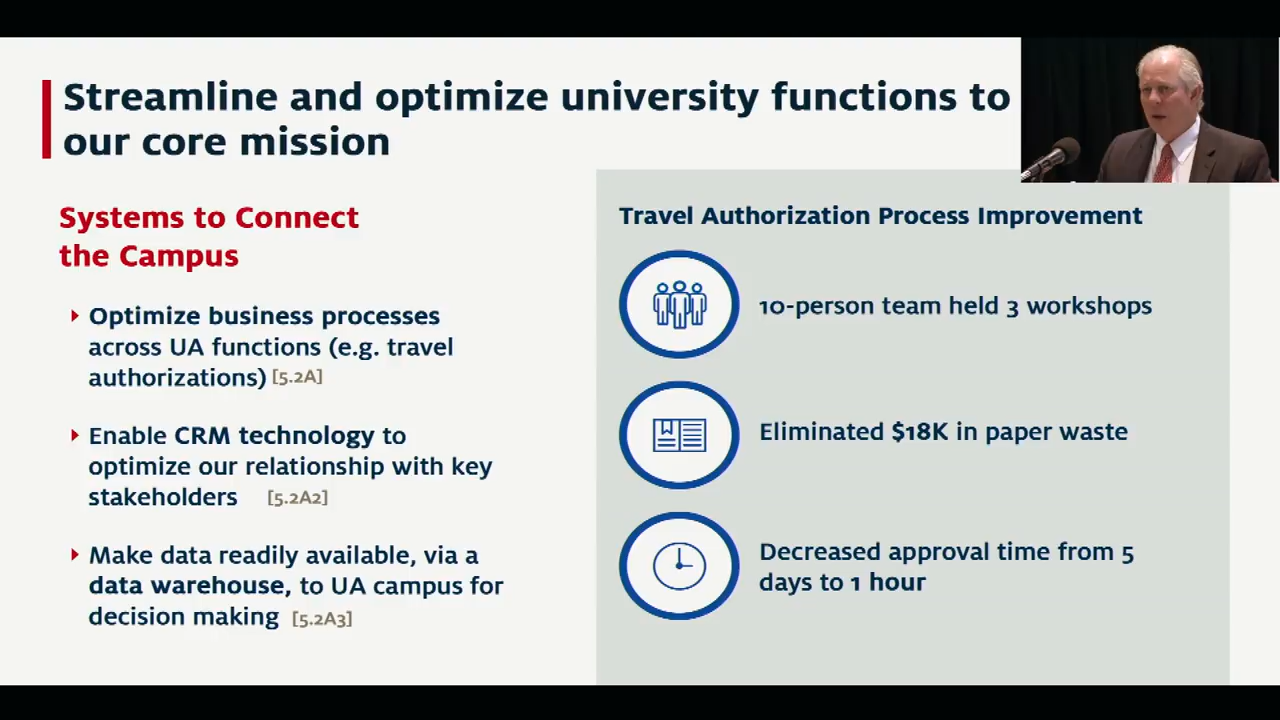 Streamline and optimize university functions to
our core mission
Systems to Connect
the Campus
Optimize business processes
across UA functions (e.g. travel
authorizations) [5.2A]
Enable CRM technology to
optimize our relationship with key
stakeholders [5.2A2]
Make data readily available, via a
data warehouse, to UA campus for
decision making [5.2A3]
Travel Authorization Process Improvement
10-person team held 3 workshops
Eliminated $18K in paper waste
Decreased approval time from 5
days to 1 hour